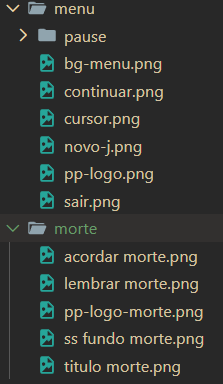 menu
pause
bg-menu.png
continuar.png
cursor.png
novo-j.png
pp-logo.png
sair.png
morte
acordar morte.png
lembrar morte.png
pp-logo-morte.png
ss fundo morte.png
titulo morte.png